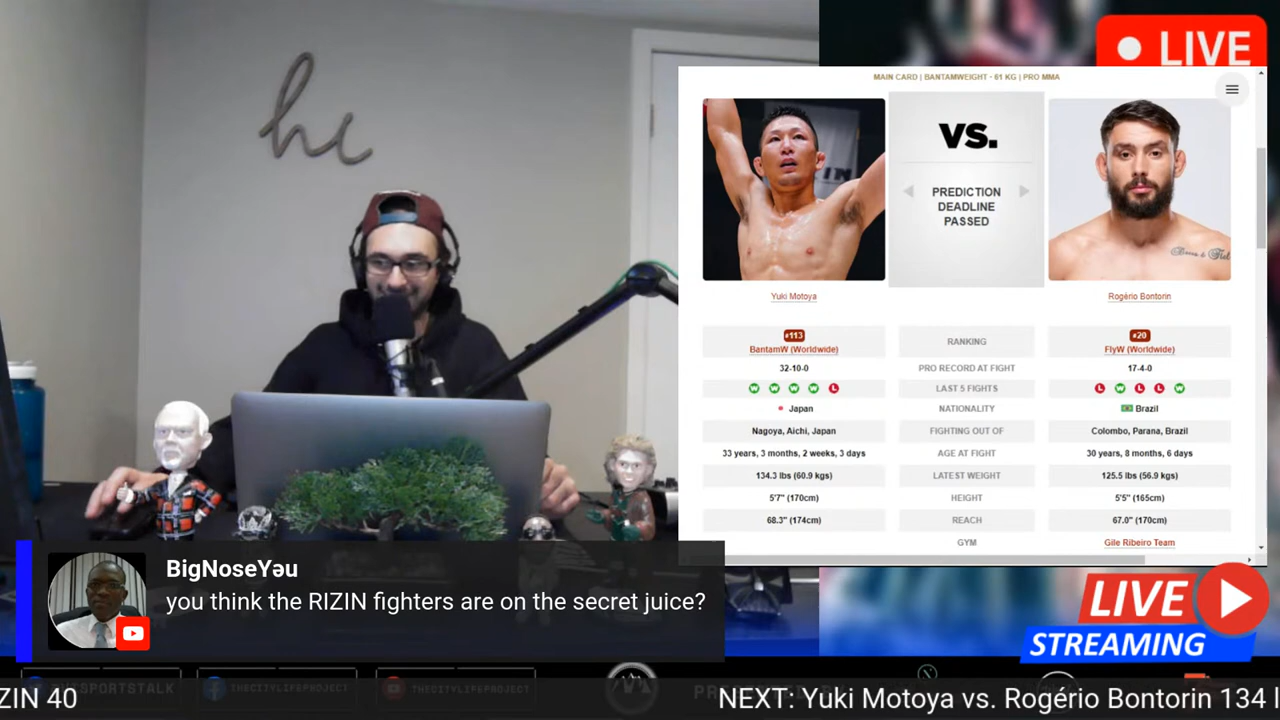 hi
LIVE
MAIN CARD | BANTAMWEIGHT · 61 KG | PRO MMA
VS.
PREDICTION
DEADLINE
PASSED
Yuki Motoya
Rogério Bontorin
#113
BantamW (Worldwide)
RANKING
#20
FlyW (Worldwide)
32-10-0
PRO RECORD AT FIGHT
17-4-0
W W W W L
LAST 5 FIGHTS
L W L L W
Japan
NATIONALITY
Brazil
Nagoya, Aichi, Japan
FIGHTING OUT OF
Colombo, Parana, Brazil
33 years, 3 months, 2 weeks, 3 days
AGE AT FIGHT
30 years, 8 months, 6 days
134.3 lbs (60.9 kgs)
LATEST WEIGHT
125.5 lbs (56.9 kgs)
5'7" (170cm)
HEIGHT
5'5" (165cm)
68.3" (174cm)
REACH
67.0" (170cm)
GYM
Gile Ribeiro Team
BigNoseYəu
you think the RIZIN fighters are on the secret juice?
LIVE
STREAMING
THECITYLIFEPROJECT
THECITYLIFEPROJECT
ZIN 40
NEXT: Yuki Motoya vs. Rogério Bontorin 134 l